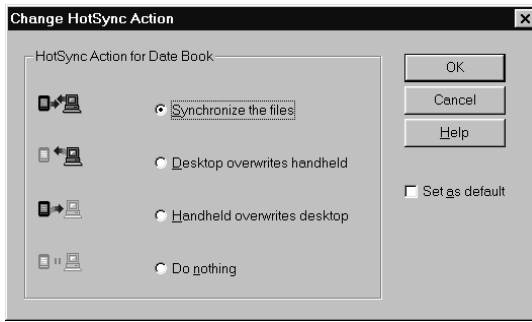 Change HotSync Action
HotSync Action for Date Book
Synchronize the files
Desktop overwrites handheld
Handheld overwrites desktop
Do nothing
OK
Cancel
Help
Set as default